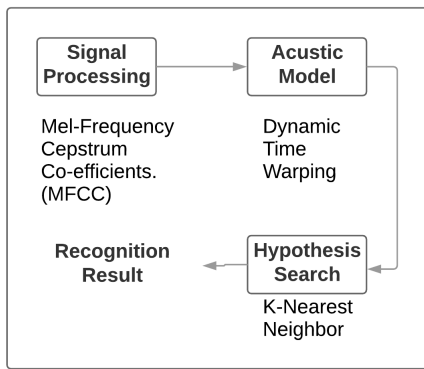 Signal
Processing
Acustic
Model
Mel-Frequency
Cepstrum
Co-efficients.
(MFCC)
Dynamic
Time
Warping
Recognition
Result
Hypothesis
Search
K-Nearest
Neighbor